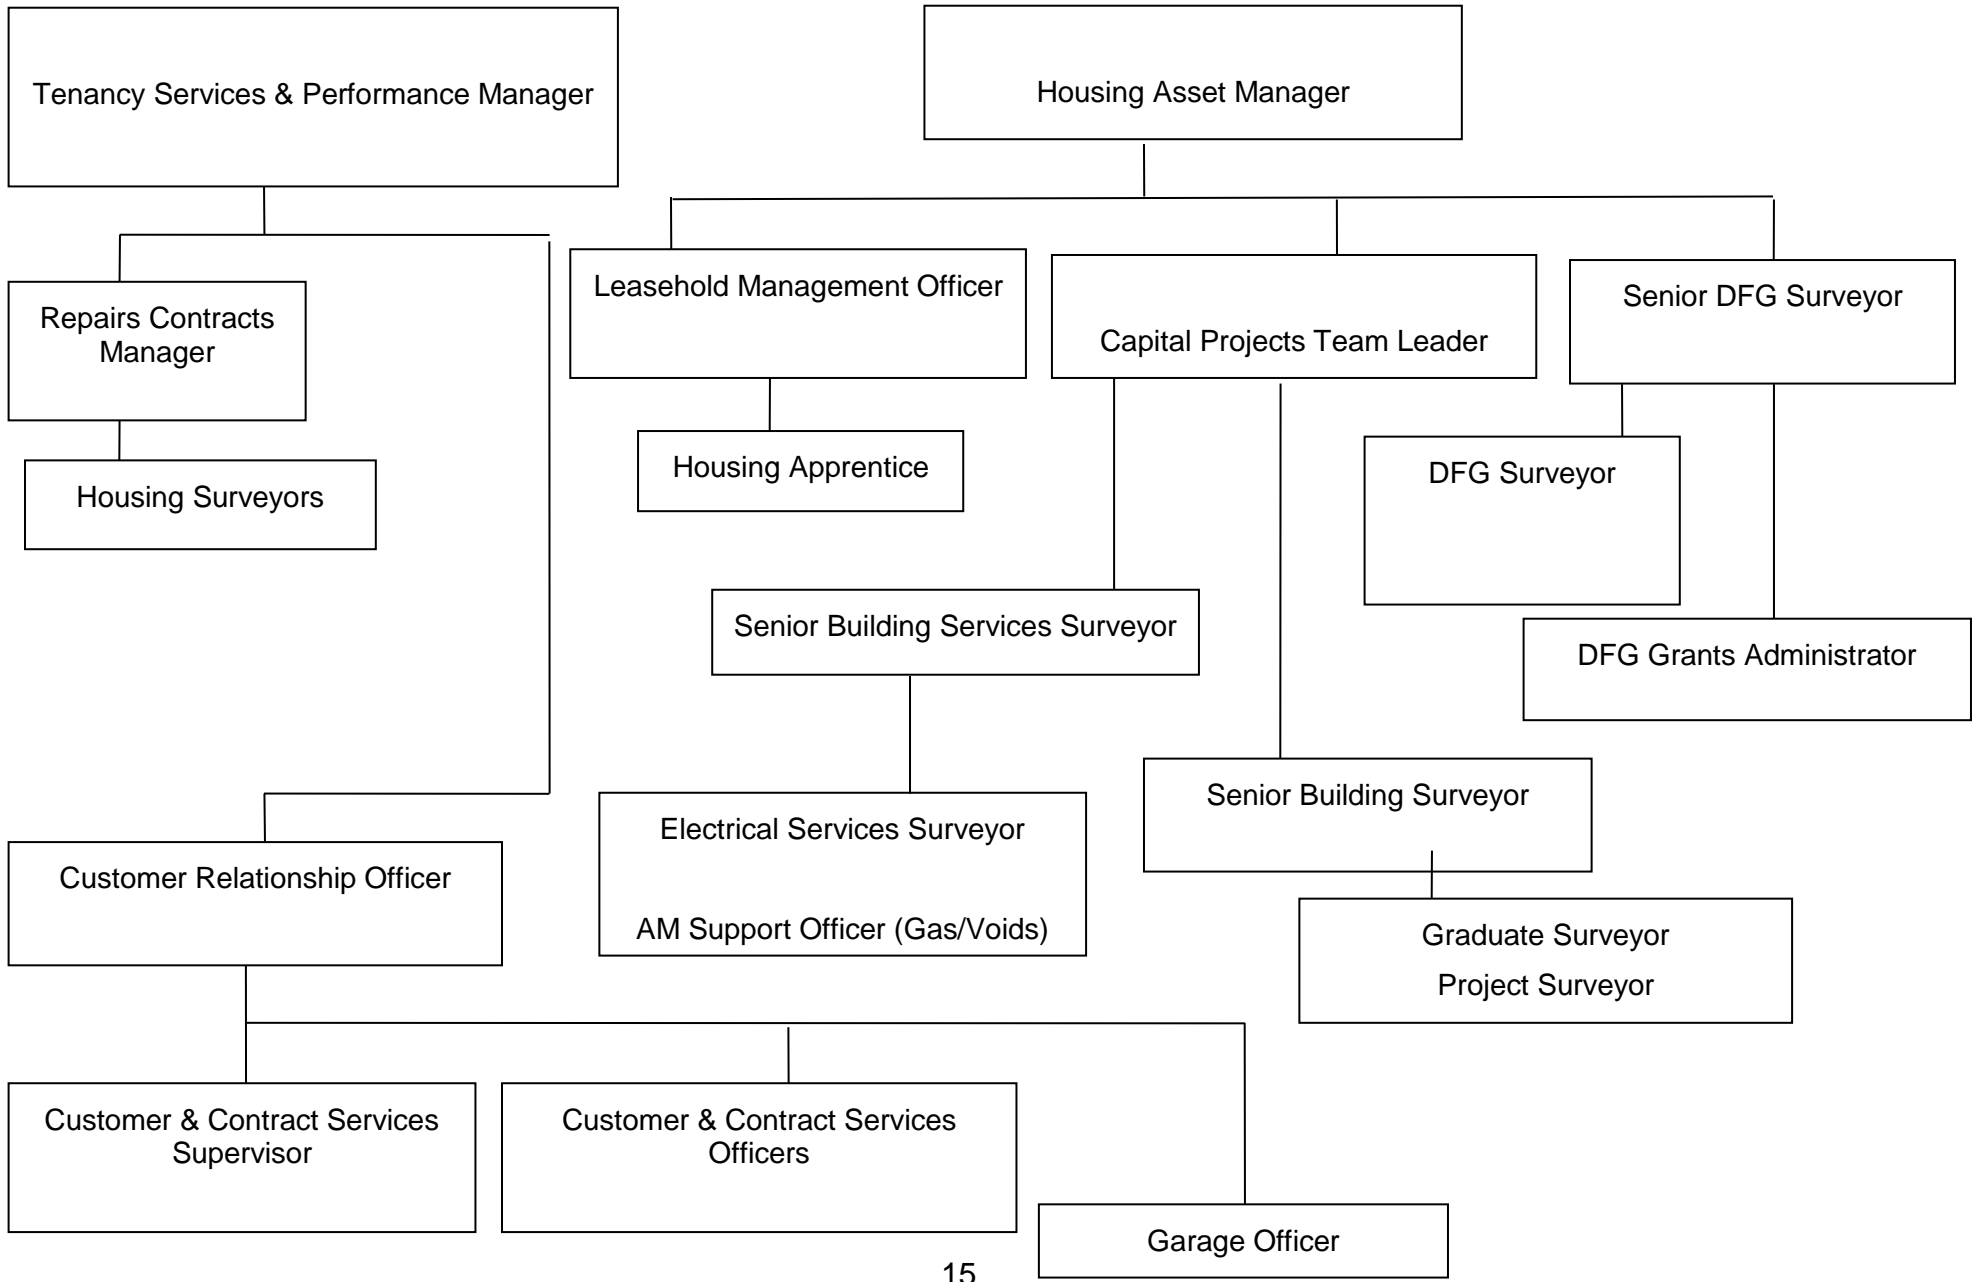 Tenancy Services & Performance Manager
Housing Asset Manager
Repairs Contracts
Manager
Leasehold Management Officer
Capital Projects Team Leader
Senior DFG Surveyor
Housing Surveyors
Housing Apprentice
DFG Surveyor
Senior Building Services Surveyor
DFG Grants Administrator
Senior Building Surveyor
Electrical Services Surveyor
AM Support Officer (Gas/Voids)
Customer Relationship Officer
Graduate Surveyor
Project Surveyor
Customer & Contract Services
Supervisor
Customer & Contract Services
Officers
Garage Officer
15